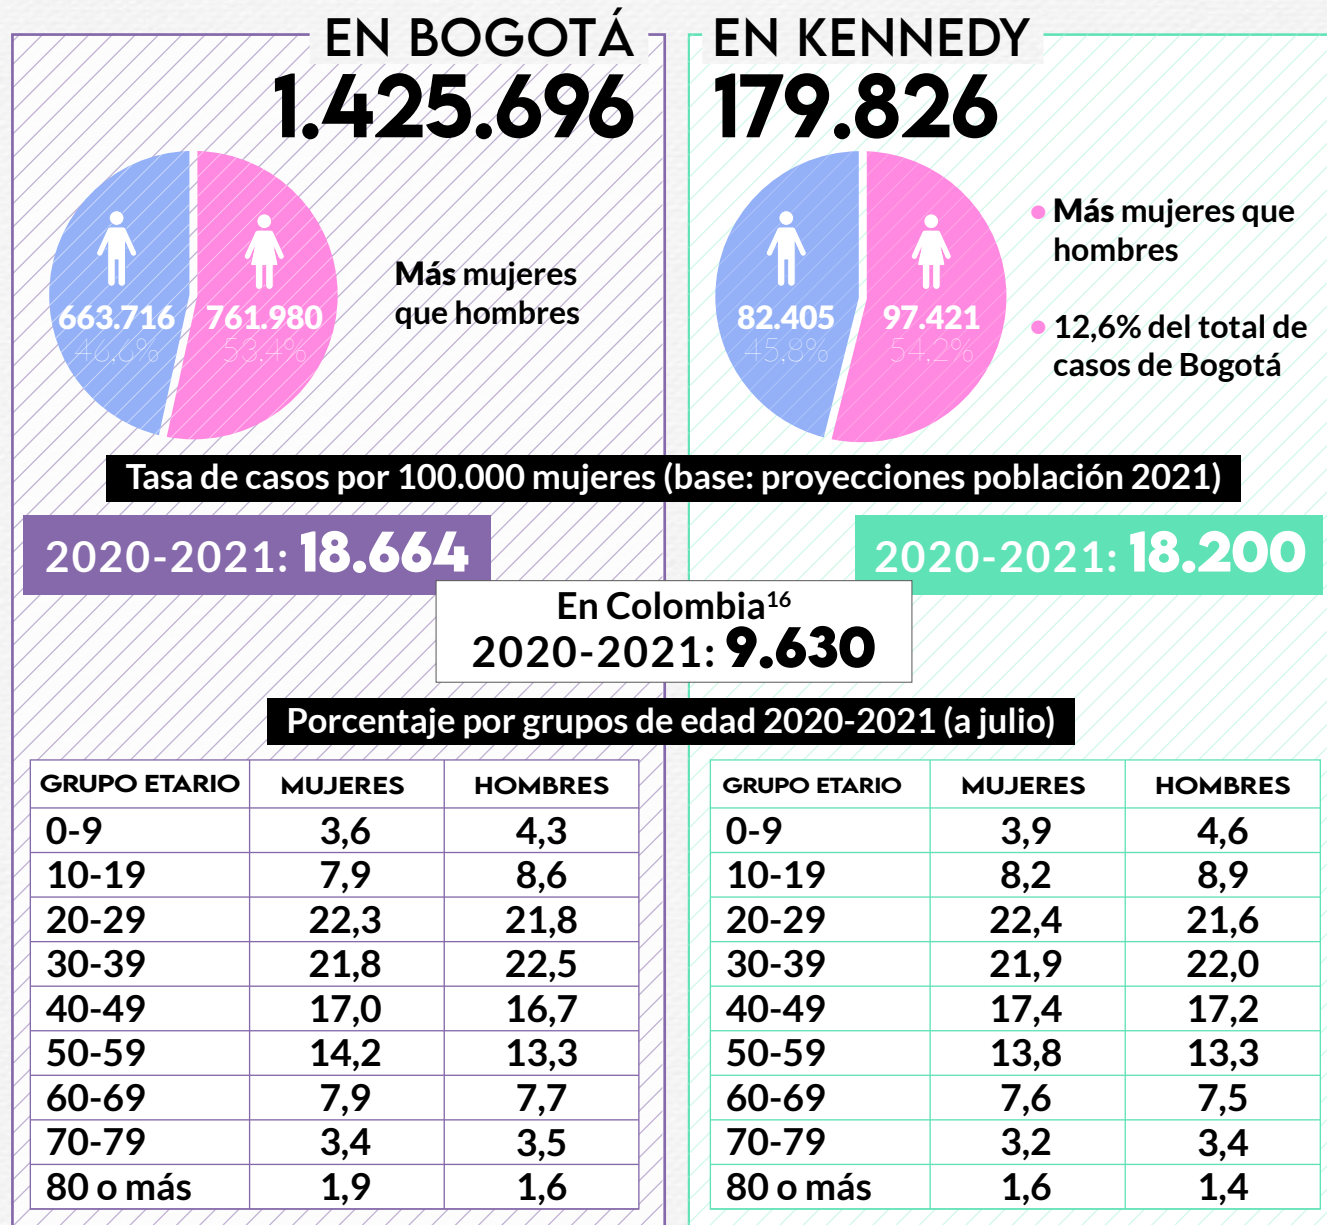 EN BOGOTÁ
1.425.696
663.716
46,6%
761.980
53,4%
Más mujeres
que hombres
EN KENNEDY
179.826
82.405
45,8%
97.421
54,2%
Más mujeres que
hombres
12,6% del total de
casos de Bogotá
Tasa de casos por 100.000 mujeres (base: proyecciones población 2021)
2020-2021: 18.664
2020-2021: 18.200
En Colombia16
2020-2021: 9.630
Porcentaje por grupos de edad 2020-2021 (a julio)
GRUPO ETARIO MUJERES HOMBRES
0-9 3,6 4,3
10-19 7,9 8,6
20-29 22,3 21,8
30-39 21,8 22,5
40-49 17,0 16,7
50-59 14,2 13,3
60-69 7,9 7,7
70-79 3,4 3,5
80 o más 1,9 1,6
GRUPO ETARIO MUJERES HOMBRES
0-9 3,9 4,6
10-19 8,2 8,9
20-29 22,4 21,6
30-39 21,9 22,0
40-49 17,4 17,2
50-59 13,8 13,3
60-69 7,6 7,5
70-79 3,2 3,4
80 o más 1,6 1,4